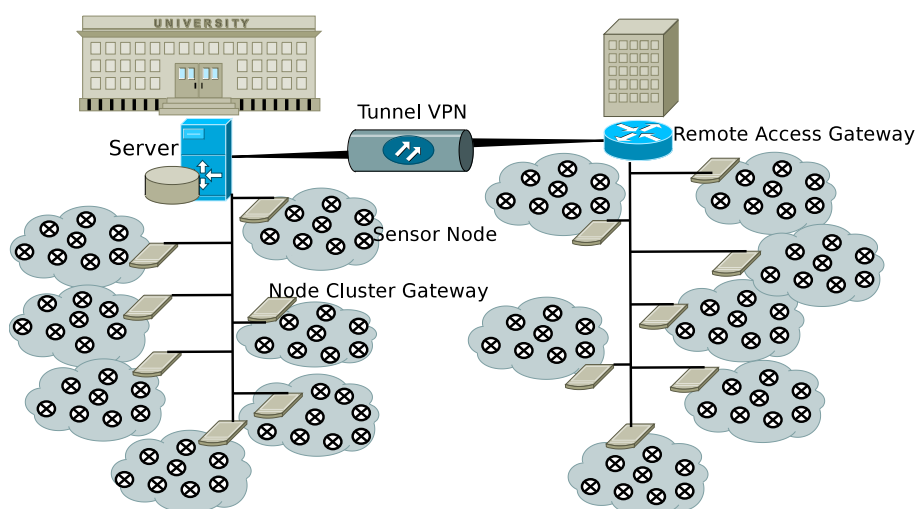 UNIVERSITY
Tunnel VPN
Server
Remote Access Gateway
Sensor Node
Node Cluster Gateway